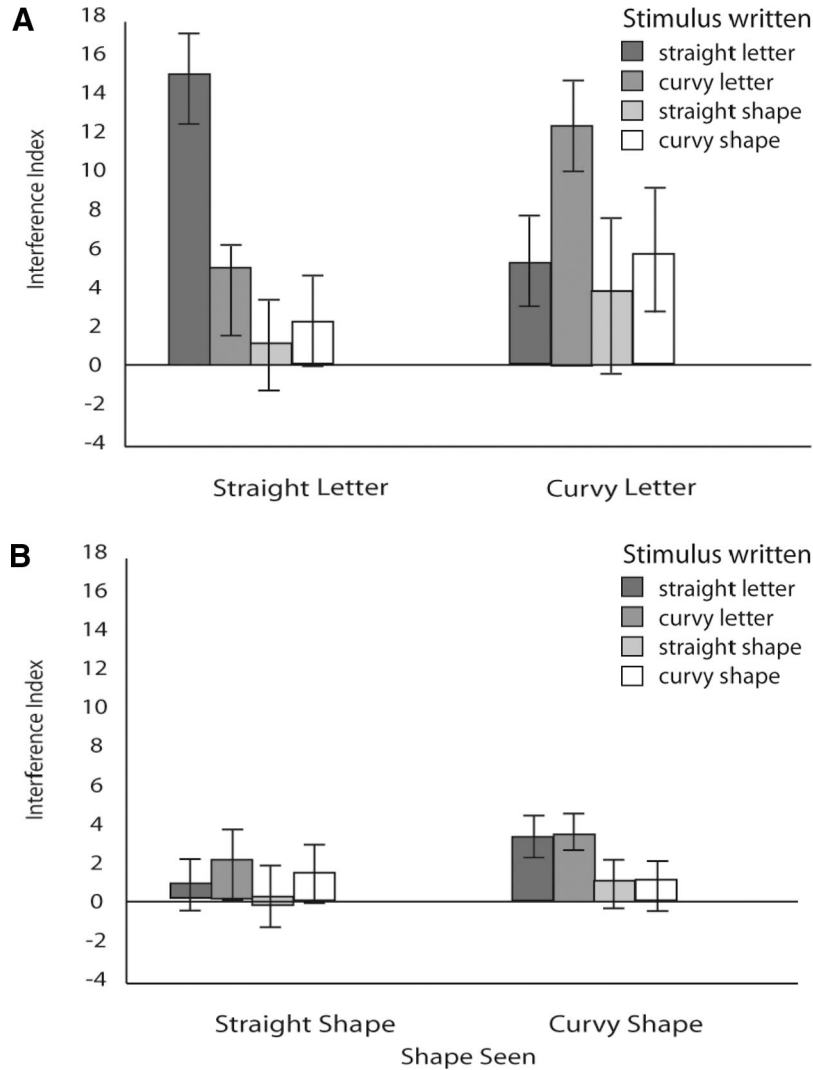 A
18
16
14
12
10
8
6
4
2
0
-2
-4
Interference Index
Stimulus written
straight letter
curvy letter
straight shape
curvy shape
Straight Letter
Curvy Letter
B
18
16
14
12
10
8
6
4
2
0
-2
-4
Interference Index
Stimulus written
straight letter
curvy letter
straight shape
curvy shape
Straight Shape
Curvy Shape
Shape Seen